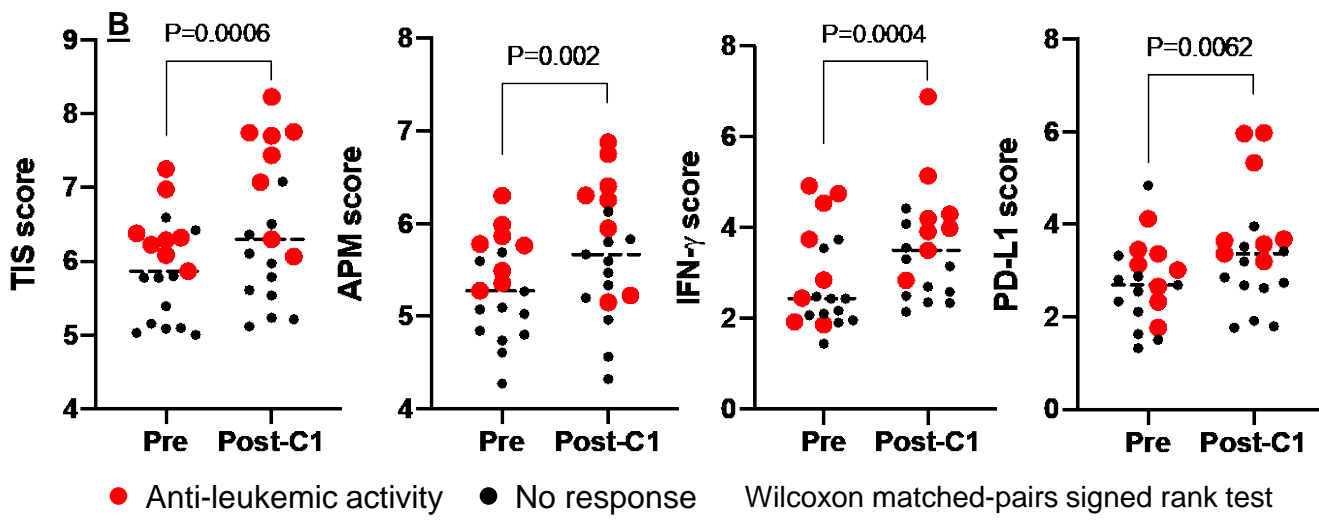 B
P=0.0006
P=0.002
P=0.0004
P=0.0062
TIS score
9
8
7
6
5
4
Pre
Post-C1
APM score
8
7
6
5
4
Pre
Post-C1
IFN-γ score
8
6
4
2
0
Pre
Post-C1
PD-L1 score
8
6
4
2
0
Pre
Post-C1
Anti-leukemic activity
No response
Wilcoxon matched-pairs signed rank test